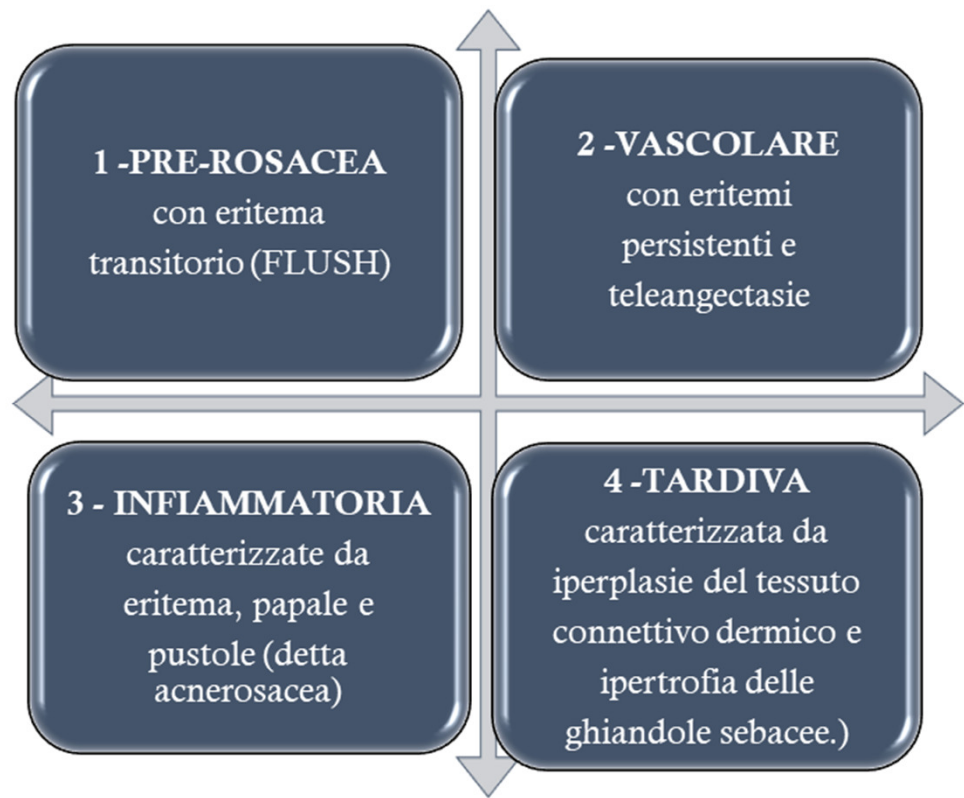 1 -PRE-ROSACEA
con eritema
transitorio (FLUSH)
2 -VASCOLARE
con eritemi
persistenti e
teleangectasie
3 - INFIAMMATORIA
caratterizzate da
eritema, papale e
pustole (detta
acnerosacea)
4 -TARDIVA
caratterizzata da
iperplasie del tessuto
connettivo dermico e
ipertrofia delle
ghiandole sebacee.)